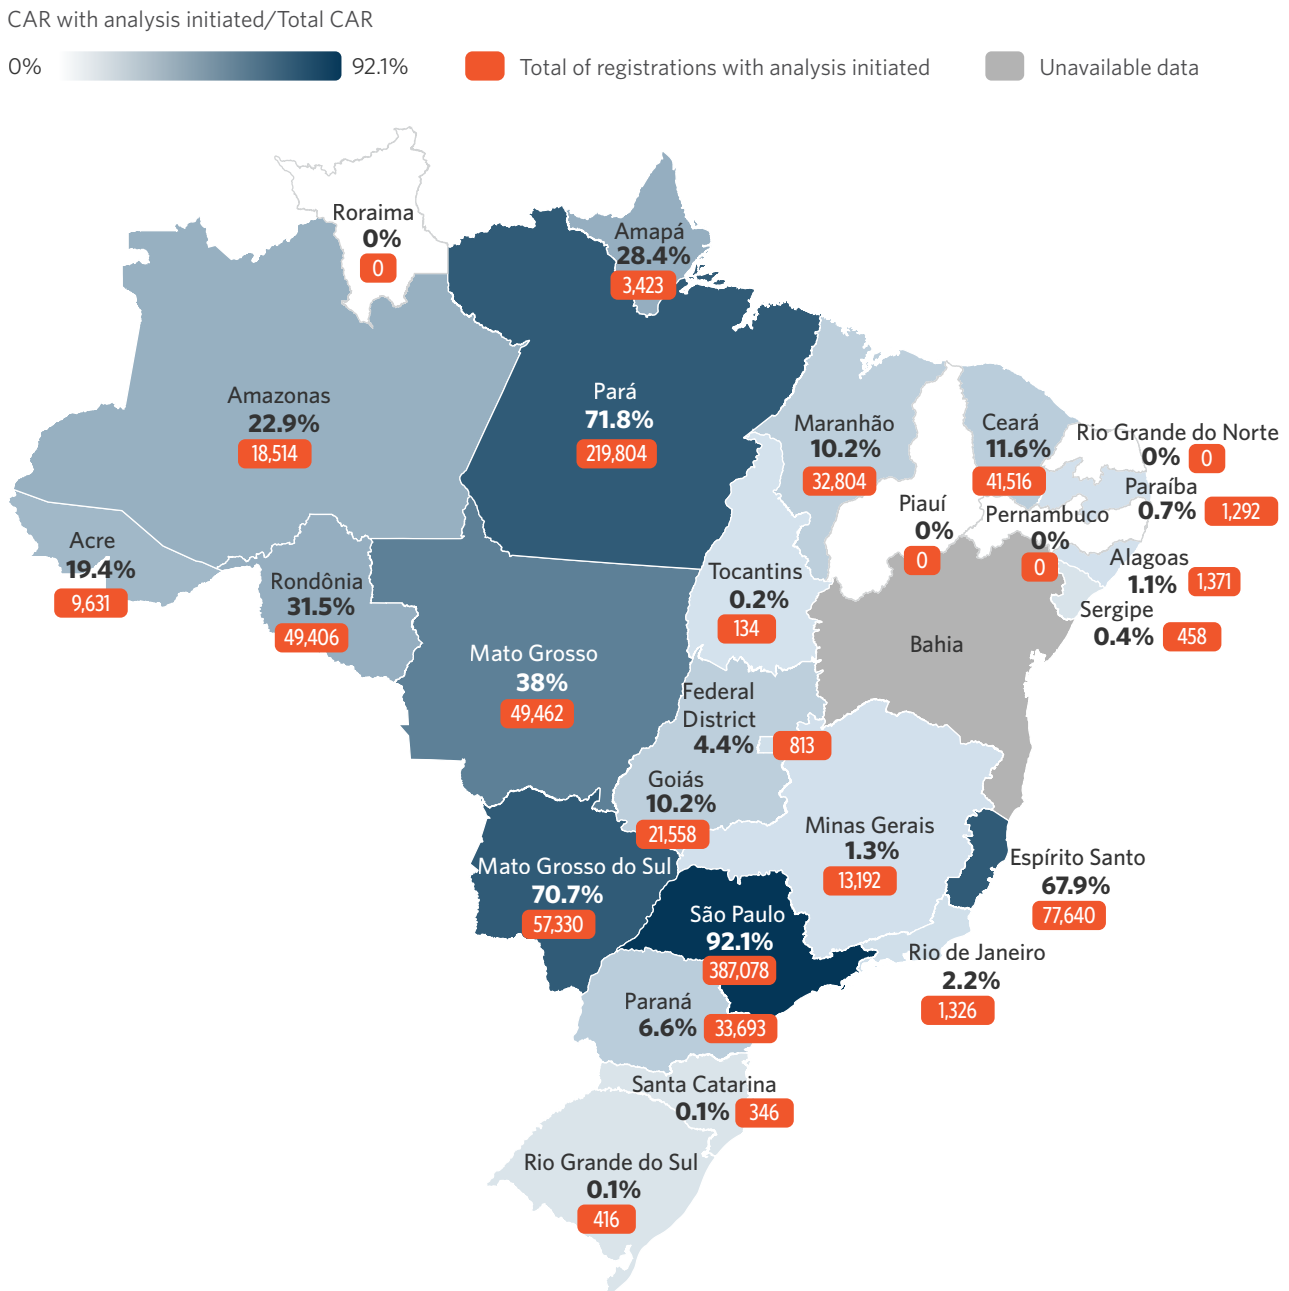 CAR with analysis initiated/Total CAR
0%
92.1%
Total of registrations with analysis initiated
Unavailable data
Roraima
0%
0
Amapá
28.4%
3,423
Amazonas
22.9%
18,514
Pará
71.8%
219,804
Maranhão
10.2%
32,804
Ceará
11.6%
41,516
Rio Grande do Norte
0%
0
Paraíba
0.7%
1,292
Piauí
0%
0
Pernambuco
0%
0
Alagoas
1.1%
1,371
Sergipe
0.4%
458
Acre
19.4%
9,631
Rondônia
31.5%
49,406
Tocantins
0.2%
134
Bahia
Mato Grosso
38%
49,462
Federal
District
4.4%
813
Goiás
10.2%
21,558
Minas Gerais
1.3%
13,192
Espírito Santo
67.9%
77,640
Mato Grosso do Sul
70.7%
57,330
São Paulo
92.1%
387,078
Rio de Janeiro
2.2%
1,326
Paraná
6.6%
33,693
Santa Catarina
0.1%
346
Rio Grande do Sul
0.1%
416